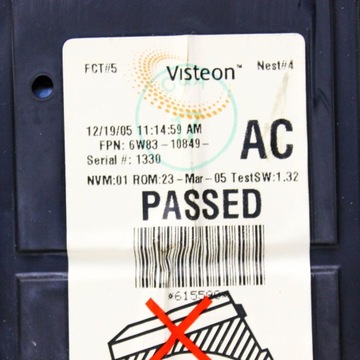 FCT#5 Visteon™ Nest#4
12/19/05 11:14:59 AM
FPN: 6W83-10849-
AC
Serial #: 1330
NVM:01 ROM:23-Mar-05 TestSW:1.32
PASSED